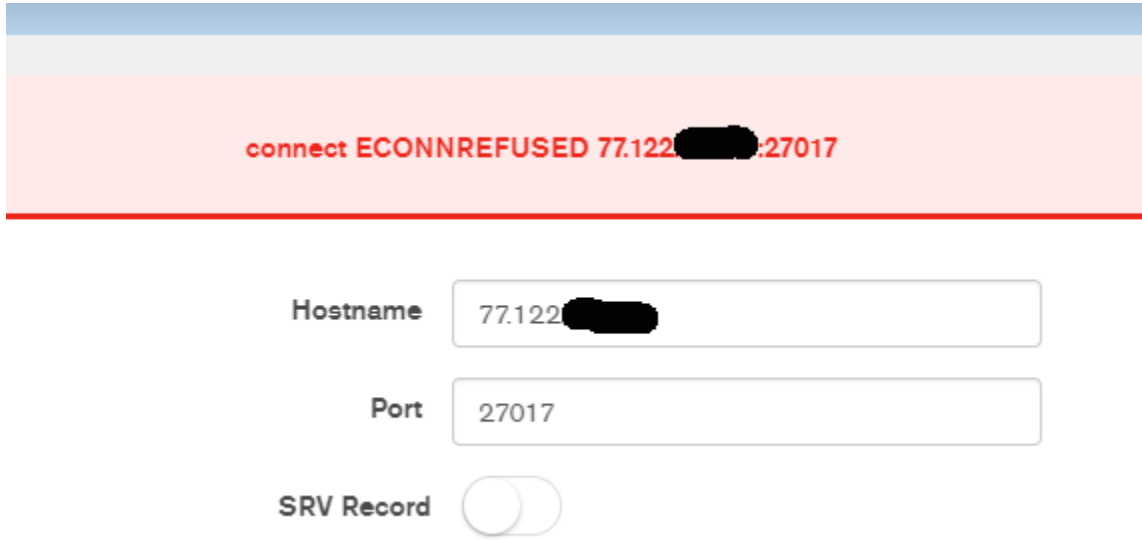 connect ECONNREFUSED 77.122. :27017
Hostname 77.122
Port 27017
SRV Record